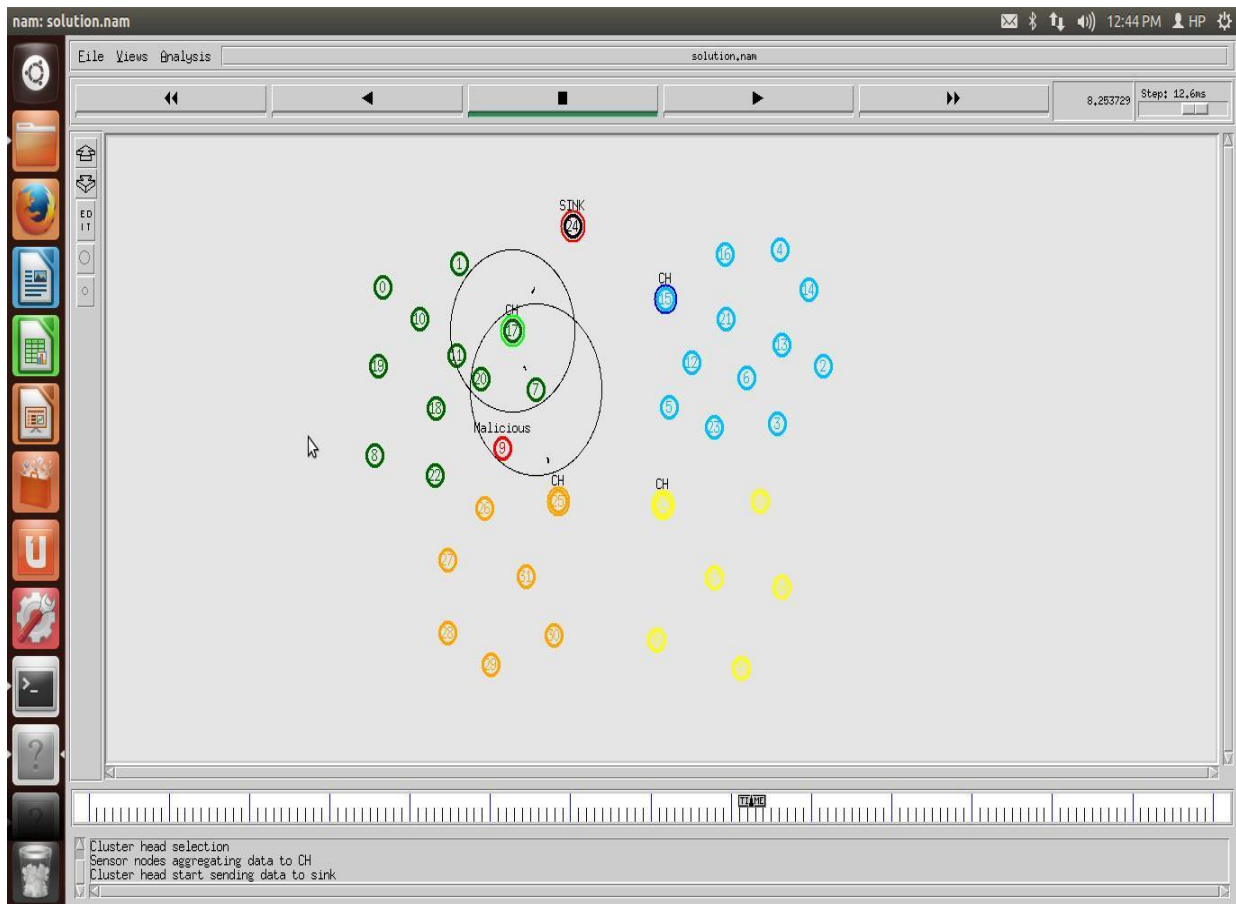 nam: solution.nam
12:44 PM HP
File Views Analysis
solution.nam
8.253729
Step: 12.6ms
ED
IT
SINK
24
1
0
10
CH
17
11
20
7
19
18
Malicious
9
8
22
16
4
CH
15
14
21
13
12
6
2
5
23
3
CH
25
CH
26
27
31
28
30
29
TIME
Cluster head selection
Sensor nodes aggregating data to CH
Cluster head start sending data to sink